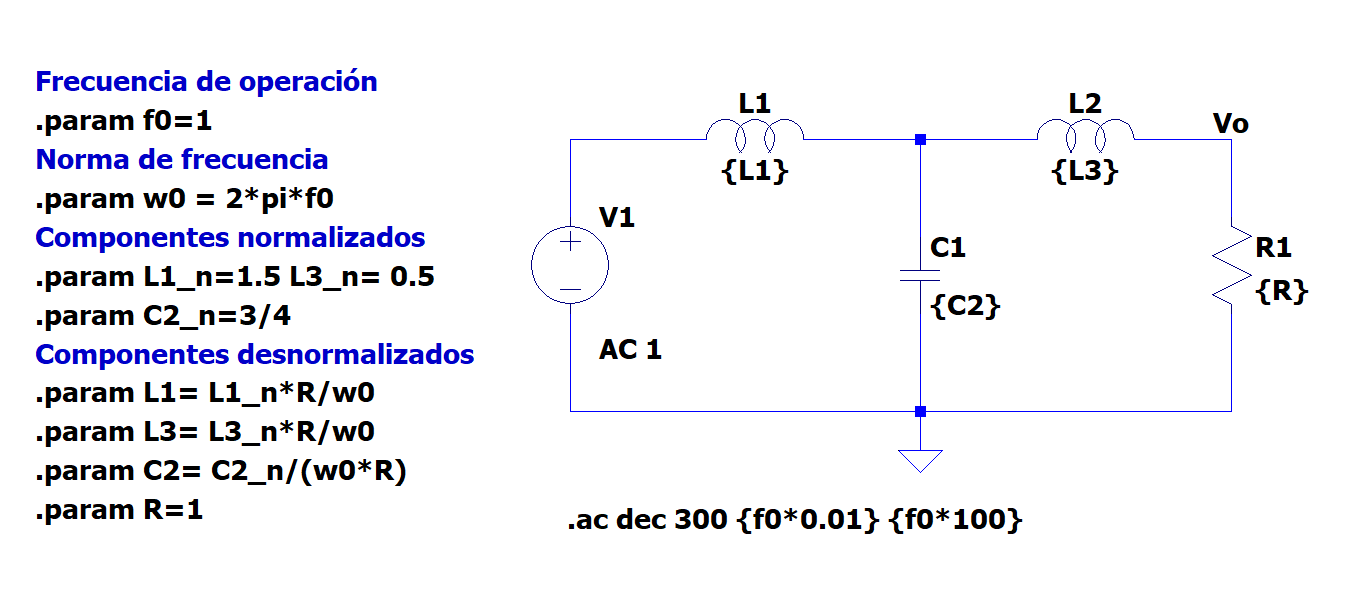 Frecuencia de operación
.param f0=1
Norma de frecuencia
.param w0 = 2*pi*f0
Componentes normalizados
.param L1_n=1.5 L3_n= 0.5
.param C2_n=3/4
Componentes desnormalizados
.param L1= L1_n*R/w0
.param L3= L3_n*R/w0
.param C2= C2_n/(w0*R)
.param R=1
L1
{L1}
L2
{L3}
Vo
V1
AC 1
C1
{C2}
R1
{R}
.ac dec 300 {f0*0.01} {f0*100}